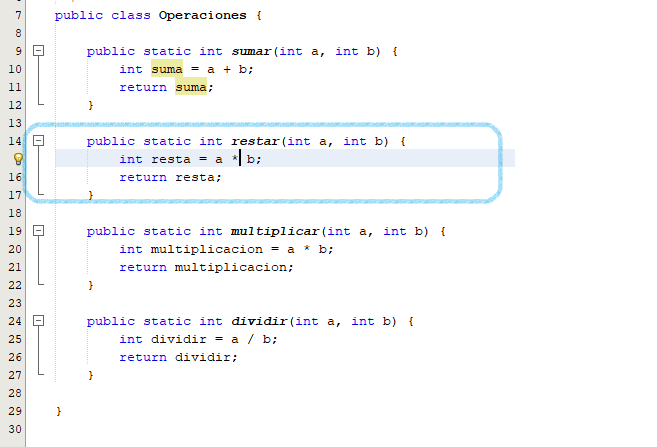 7 public class Operaciones {
8
9 public static int sumar(int a, int b) {
10 int suma = a + b;
11 return suma;
12 }
13
14 public static int restar(int a, int b) {
int resta = a * b;
16 return resta;
17 }
18
19 public static int multiplicar(int a, int b) {
20 int multiplicacion = a * b;
21 return multiplicacion;
22 }
23
24 public static int dividir(int a, int b) {
25 int dividir = a / b;
26 return dividir;
27 }
28
29 }
30